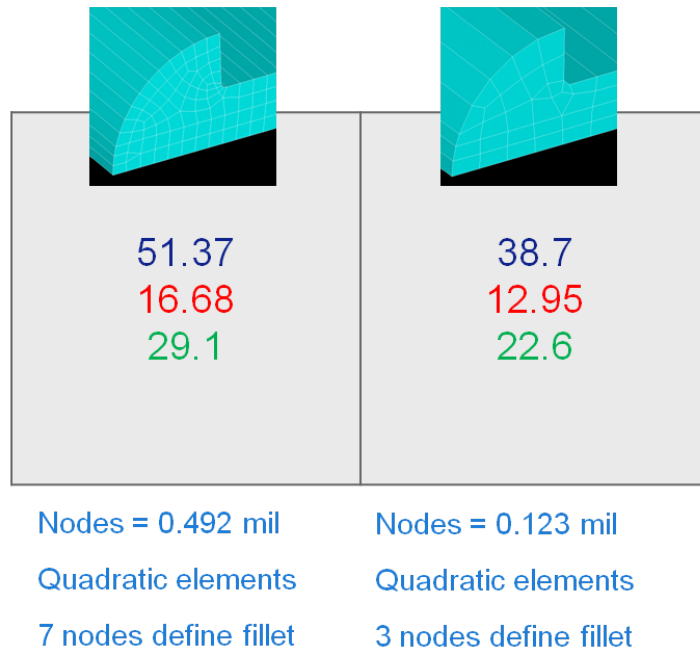 51.37
16.68
29.1
38.7
12.95
22.6
Nodes = 0.492 mil
Quadratic elements
7 nodes define fillet
Nodes = 0.123 mil
Quadratic elements
3 nodes define fillet